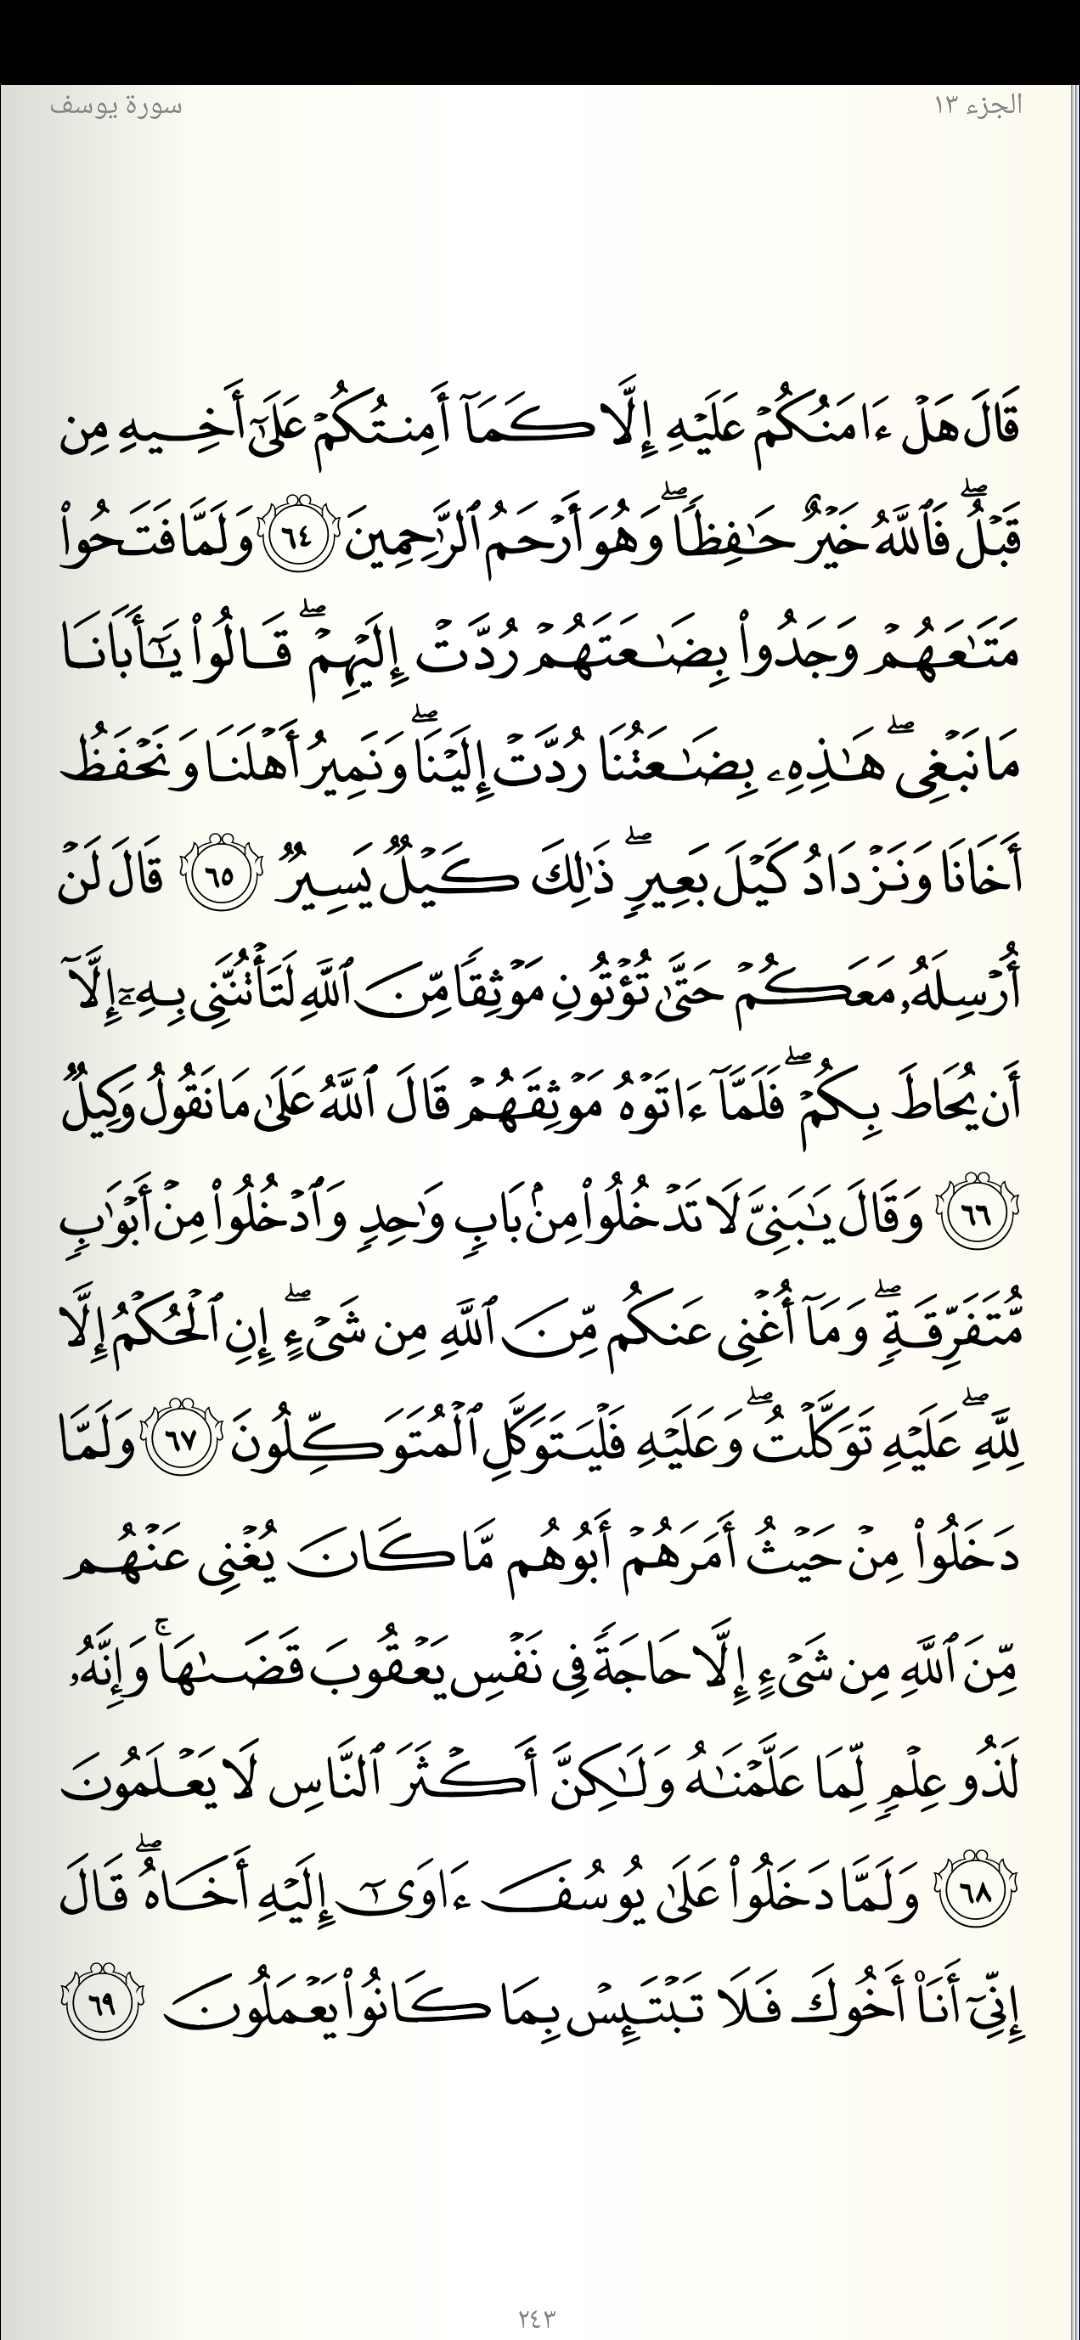 الجزء ١٣
سورة يوسف
قَالَ هَلْ ءَامَنُكُمْ عَلَيْهِ إِلَّا كَمَآ أَمِنتُكُمْ عَلَىٰٓ أَخِيهِ مِن
قَبْلُ ۖ فَٱللَّهُ خَيْرٌ حَـٰفِظًا ۖ وَهُوَ أَرْحَمُ ٱلرَّٰحِمِينَ ٦٤ وَلَمَّا فَتَحُوا۟
مَتَـٰعَهُمْ وَجَدُوا۟ بِضَـٰعَتَهُمْ رُدَّتْ إِلَيْهِمْ ۖ قَالُوا۟ يَـٰٓأَبَانَا
مَا نَبْغِى ۖ هَـٰذِهِۦ بِضَـٰعَتُنَا رُدَّتْ إِلَيْنَا ۖ وَنَمِيرُ أَهْلَنَا وَنَحْفَظُ
أَخَانَا وَنَزْدَادُ كَيْلَ بَعِيرٍ ۖ ذَٰلِكَ كَيْلٌ يَسِيرٌ ٦٥ قَالَ لَنْ
أُرْسِلَهُۥ مَعَكُمْ حَتَّىٰ تُؤْتُونِ مَوْثِقًا مِّنَ ٱللَّهِ لَتَأْتُنَّنِى بِهِۦٓ إِلَّآ
أَن يُحَاطَ بِكُمْ ۖ فَلَمَّآ ءَاتَوْهُ مَوْثِقَهُمْ قَالَ ٱللَّهُ عَلَىٰ مَا نَقُولُ وَكِيلٌ
٦٦ وَقَالَ يَـٰبَنِىَّ لَا تَدْخُلُوا۟ مِنۢ بَابٍ وَٰحِدٍ وَٱدْخُلُوا۟ مِنْ أَبْوَٰبٍ
مُّتَفَرِّقَةٍ ۖ وَمَآ أُغْنِى عَنكُم مِّنَ ٱللَّهِ مِن شَىْءٍ ۖ إِنِ ٱلْحُكْمُ إِلَّا
لِلَّهِ ۖ عَلَيْهِ تَوَكَّلْتُ ۖ وَعَلَيْهِ فَلْيَتَوَكَّلِ ٱلْمُتَوَكِّلُونَ ٦٧ وَلَمَّا
دَخَلُوا۟ مِنْ حَيْثُ أَمَرَهُمْ أَبُوهُم مَّا كَانَ يُغْنِى عَنْهُم
مِّنَ ٱللَّهِ مِن شَىْءٍ إِلَّا حَاجَةً فِى نَفْسِ يَعْقُوبَ قَضَىٰهَا ۚ وَإِنَّهُۥ
لَذُو عِلْمٍ لِّمَا عَلَّمْنَـٰهُ وَلَـٰكِنَّ أَكْثَرَ ٱلنَّاسِ لَا يَعْلَمُونَ
٦٨ وَلَمَّا دَخَلُوا۟ عَلَىٰ يُوسُفَ ءَاوَىٰٓ إِلَيْهِ أَخَاهُ ۖ قَالَ
إِنِّىٓ أَنَا۠ أَخُوكَ فَلَا تَبْتَئِسْ بِمَا كَانُوا۟ يَعْمَلُونَ ٦٩
٢٤٣